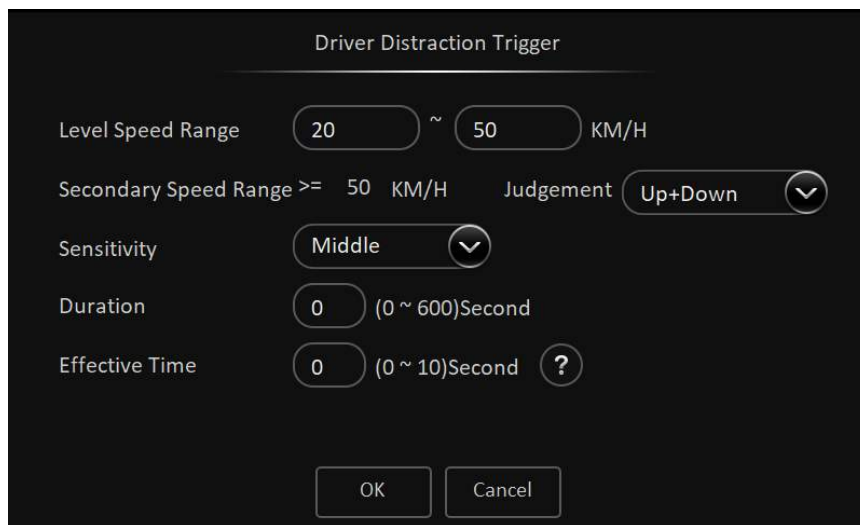 Driver Distraction Trigger
Level Speed Range 20 ~ 50 KM/H
Secondary Speed Range >= 50 KM/H Judgement Up+Down
Sensitivity Middle
Duration 0 (0 ~ 600)Second
Effective Time 0 (0 ~ 10)Second ?
OK Cancel